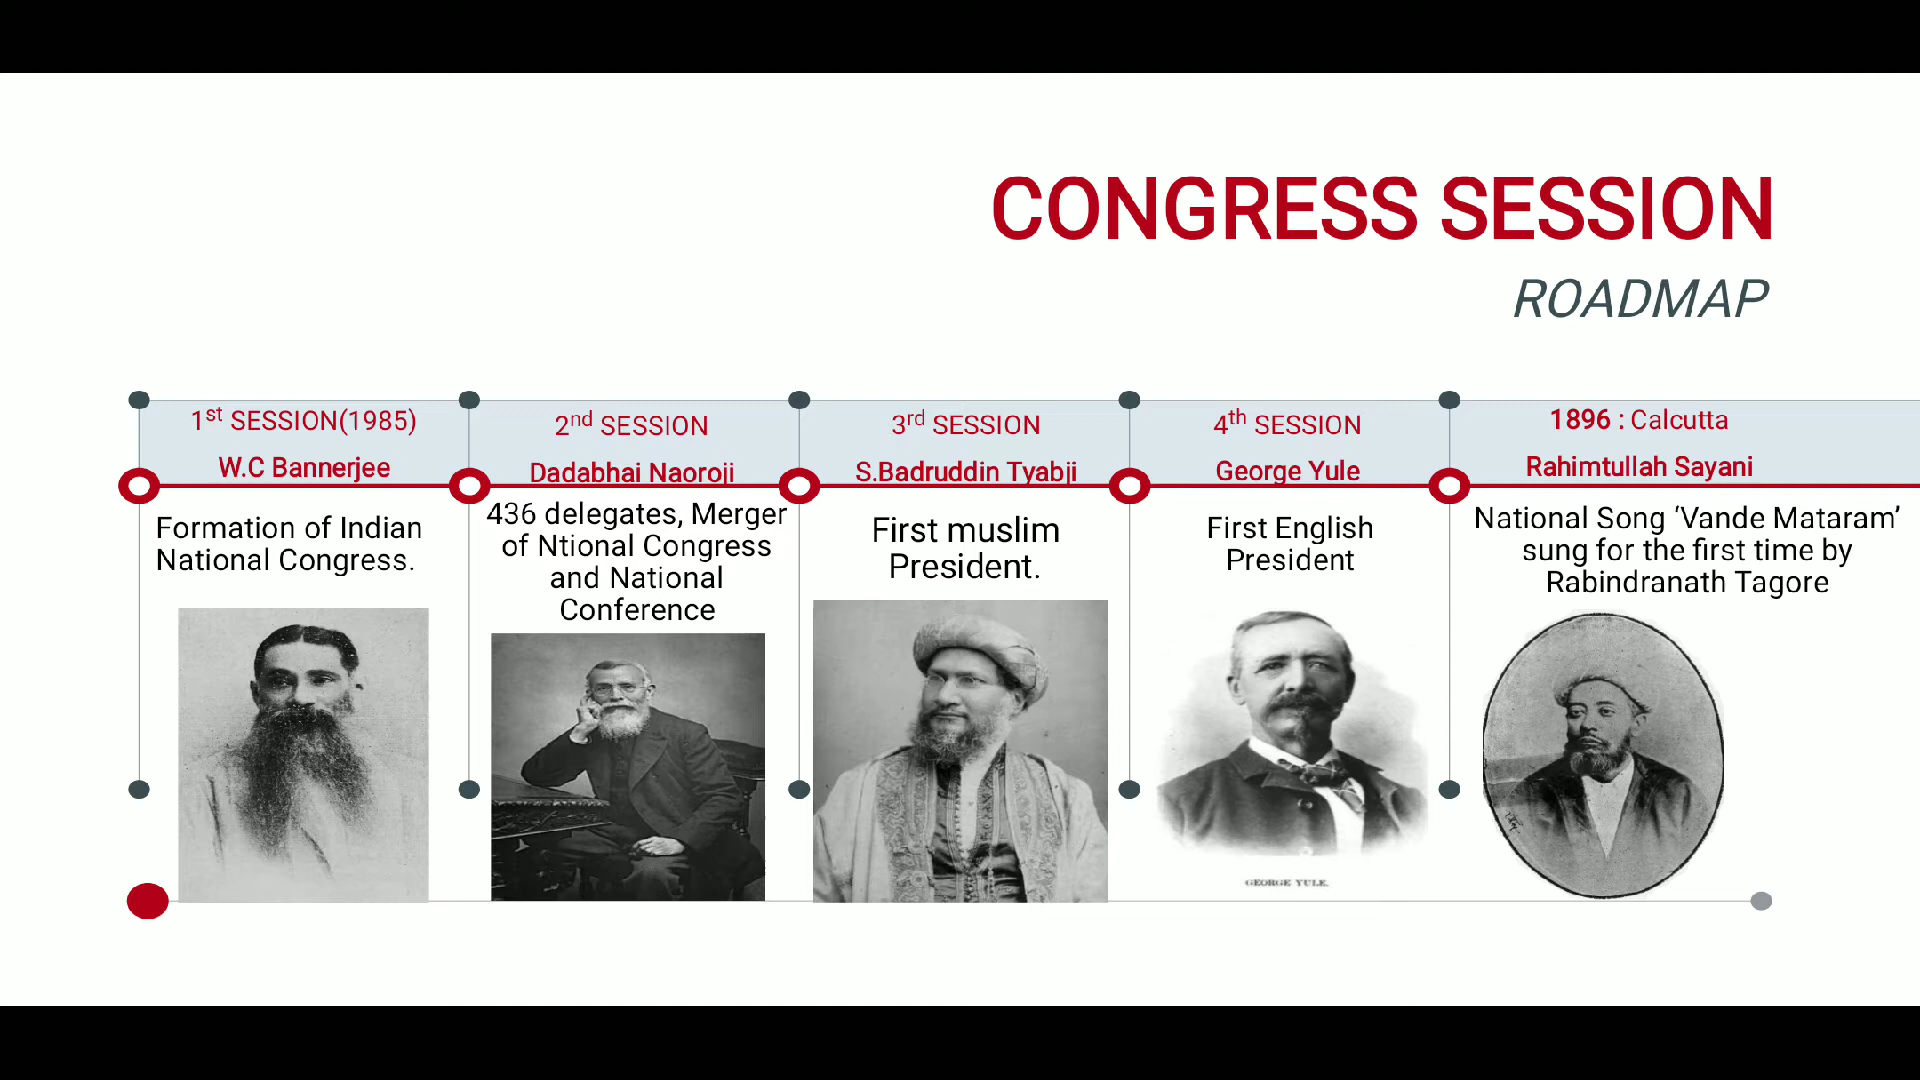 CONGRESS SESSION
ROADMAP
1st SESSION(1985)
W.C Bannerjee
Formation of Indian
National Congress.
2nd SESSION
Dadabhai Naoroji
436 delegates, Merger
of Ntional Congress
and National
Conference
3rd SESSION
S.Badruddin Tyabji
First muslim
President.
4th SESSION
George Yule
First English
President
GEORGE YULE.
1896 : Calcutta
Rahimtullah Sayani
National Song ‘Vande Mataram’
sung for the first time by
Rabindranath Tagore